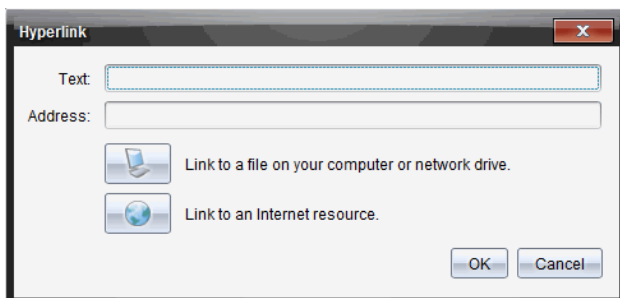 Hyperlink
Text:
Address:
Link to a file on your computer or network drive.
Link to an Internet resource.
OK Cancel